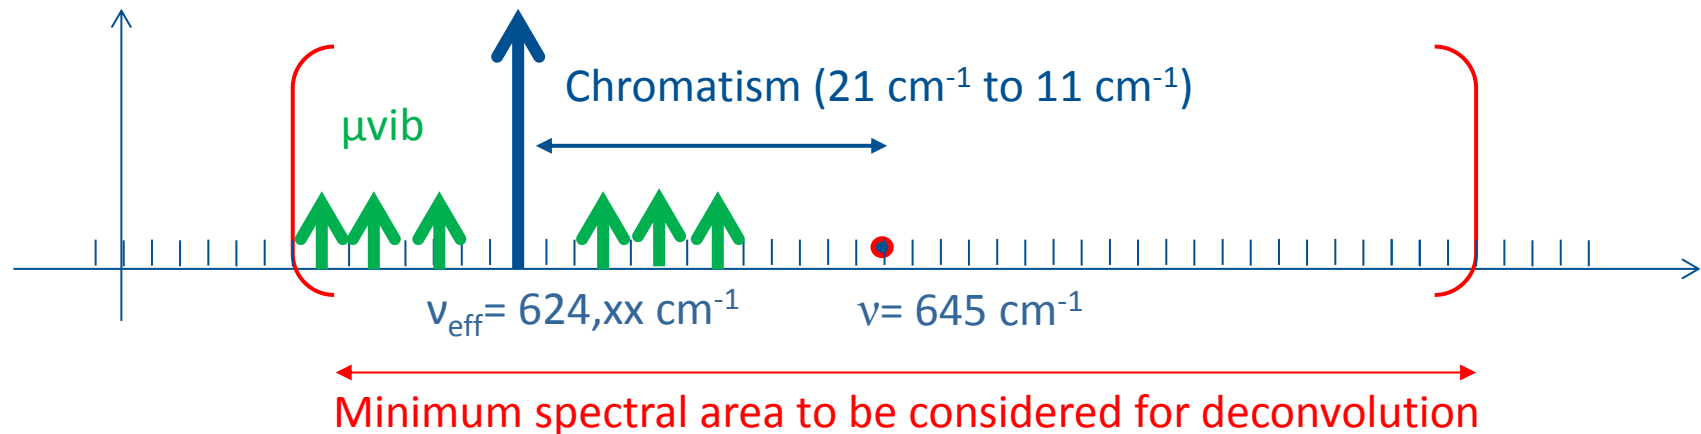 Chromatism (21 cm⁻¹ to 11 cm⁻¹)
μvib
νeff= 624,xx cm⁻¹
ν= 645 cm⁻¹
Minimum spectral area to be considered for deconvolution